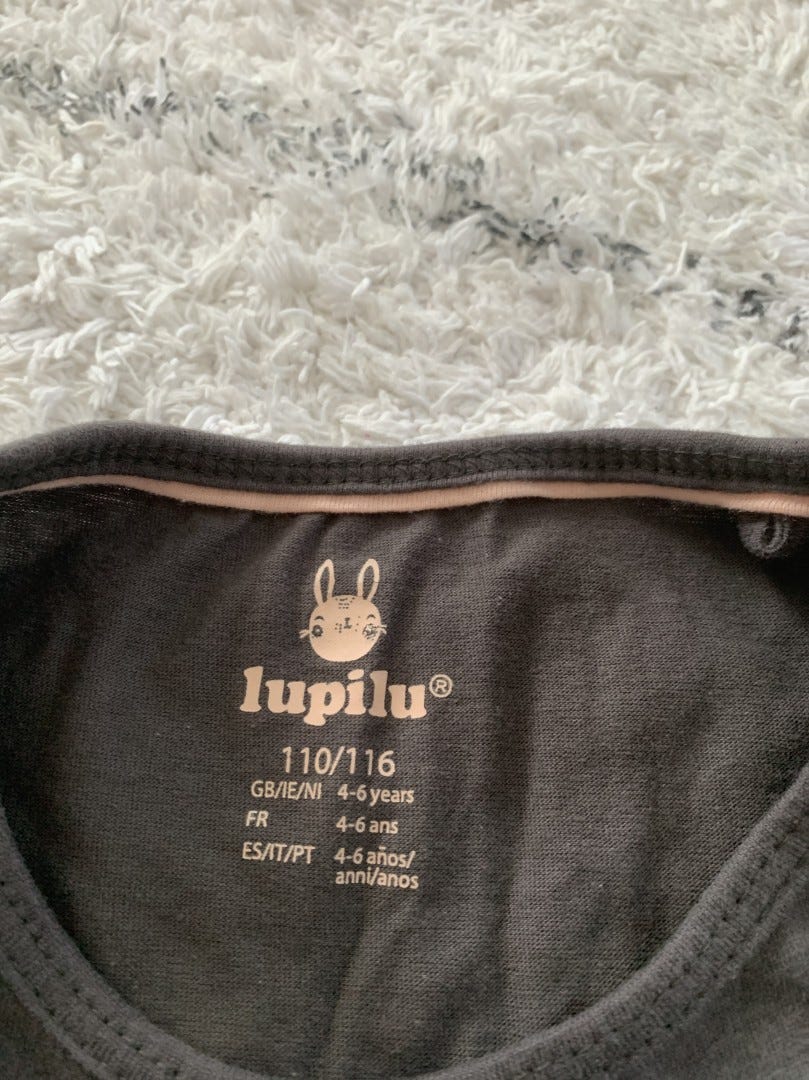 lupilu®
110/116
GB/IE/NI 4-6 years
FR 4-6 ans
ES/IT/PT 4-6 años/
anni/anos